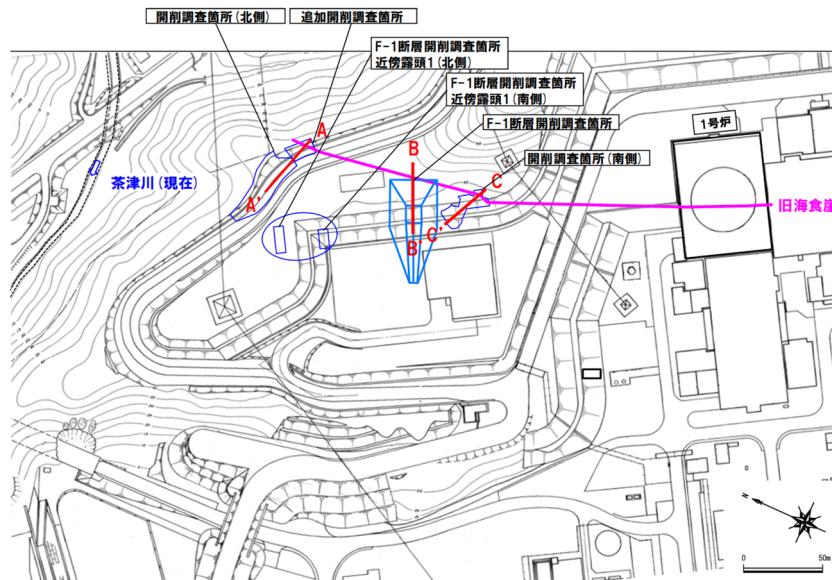 開削調査箇所(北側)
追加開削調査箇所
F-1断層開削調査箇所
近傍露頭1(北側)
F-1断層開削調査箇所
近傍露頭1(南側)
F-1断層開削調査箇所
開削調査箇所(南側)
1号炉
茶津川(現在)
旧海食崖
A
A'
B
B'
C
C'
N
0
50m